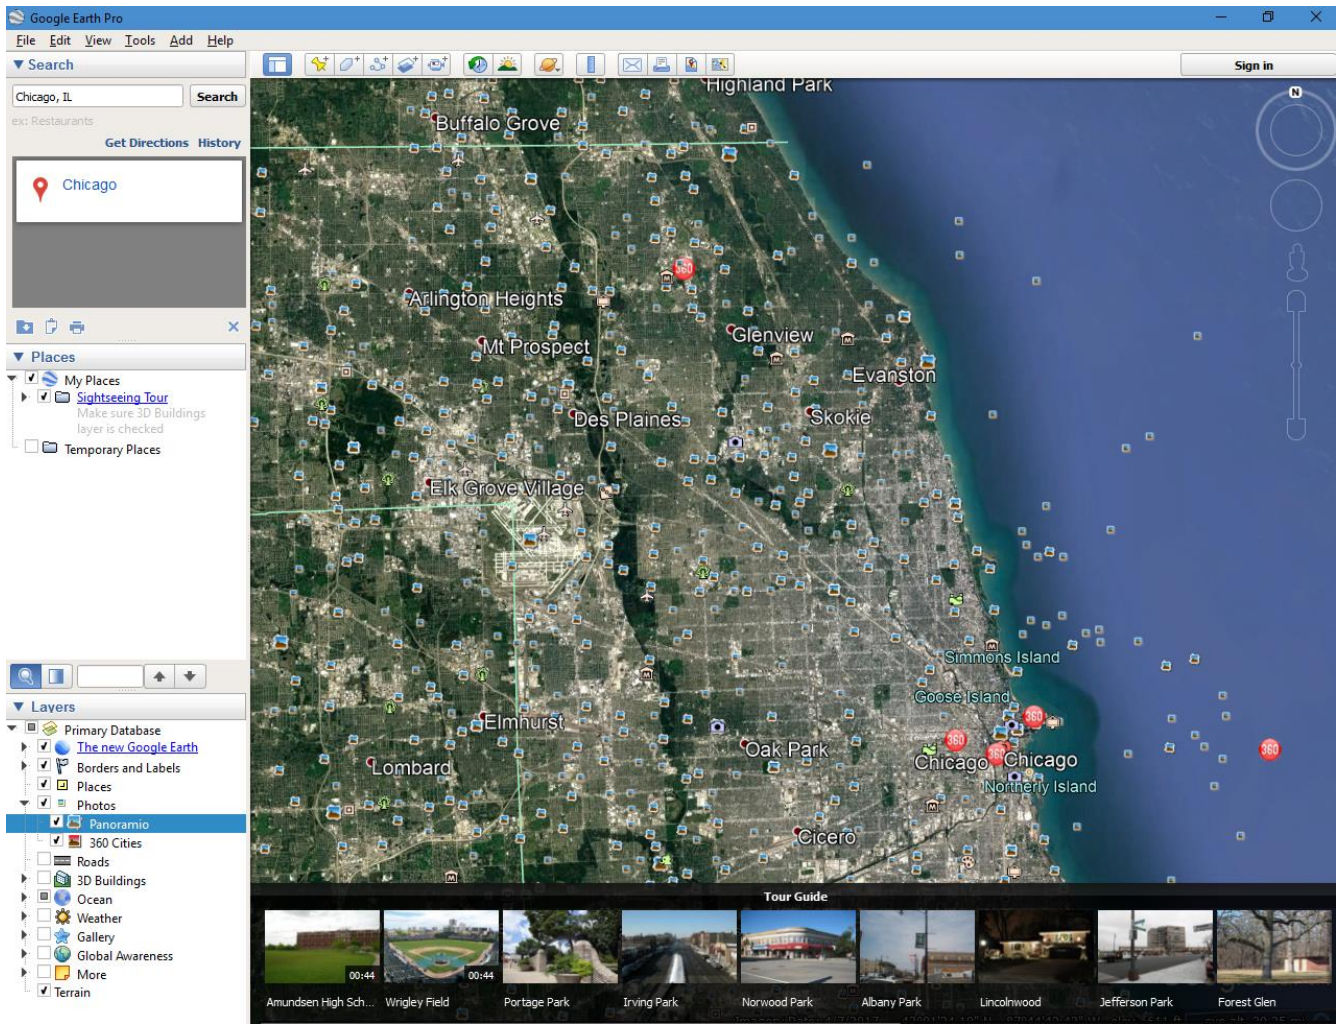 Google Earth Pro
File Edit View Tools Add Help
Search
Sign in
Chicago, IL
Search
ex: Restaurants
Get Directions History
Chicago
Places
My Places
Sightseeing Tour
Make sure 3D Buildings
layer is checked
Temporary Places
Layers
Primary Database
The new Google Earth
Borders and Labels
Places
Photos
Panoramio
360 Cities
Roads
3D Buildings
Ocean
Weather
Gallery
Global Awareness
More
Terrain
N
Highland Park
Buffalo Grove
360
Arlington Heights
Glenview
Mt Prospect
Evanston
Des Plaines
Skokie
Elk Grove Village
Simmons Island
Goose Island
Elmhurst
360
Oak Park
360
360
360
Lombard
Chicago
Chicago
Northerly Island
Cicero
Tour Guide
00:44
00:44
Amundsen High Sch...
Wrigley Field
Portage Park
Irving Park
Norwood Park
Albany Park
Lincolnwood
Jefferson Park
Forest Glen